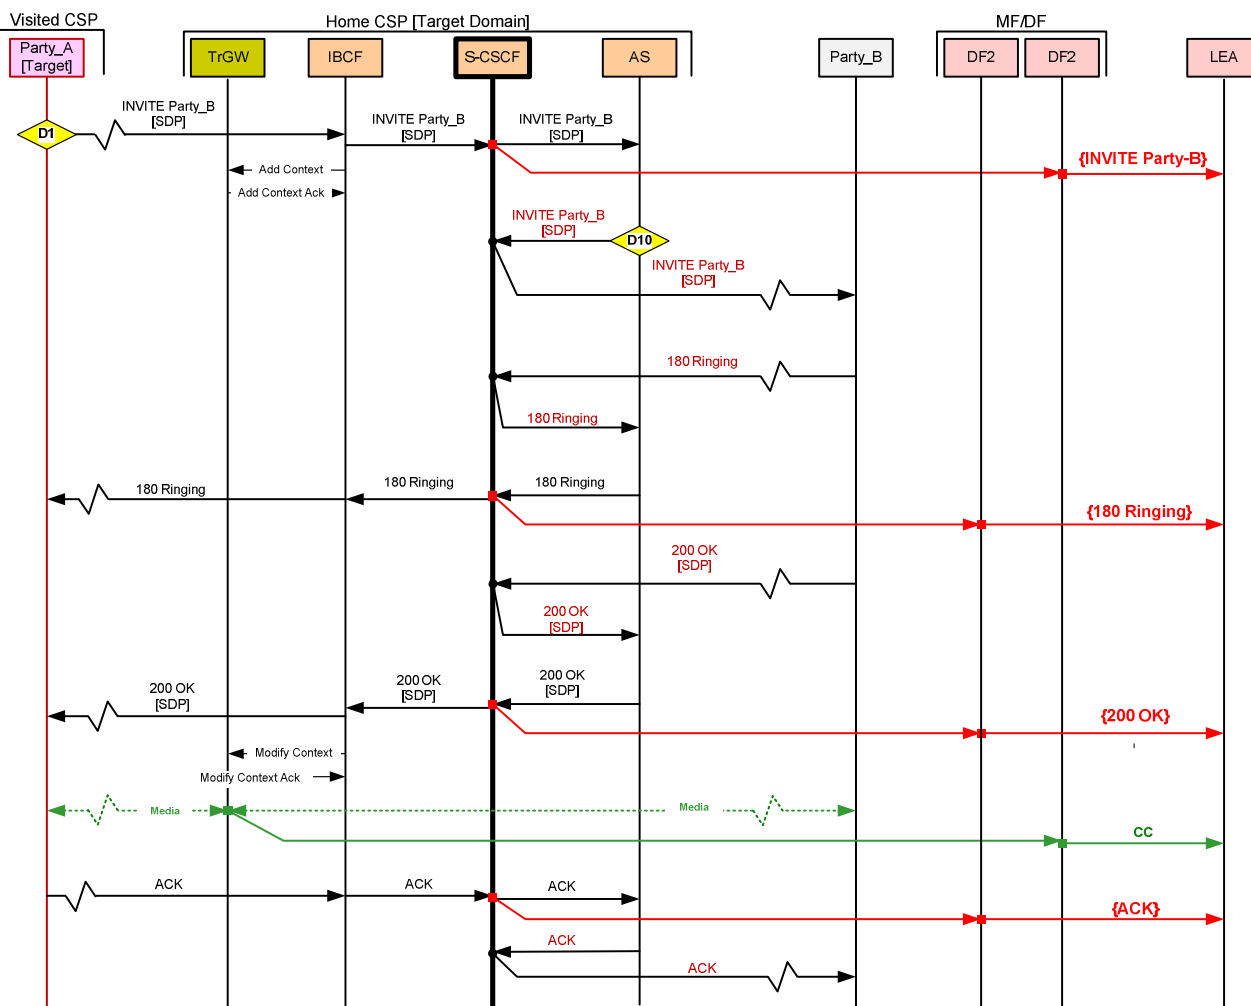 Visited CSP
Home CSP [Target Domain]
MF/DF
Party_A
[Target]
TrGW
IBCF
S-CSCF
AS
Party_B
DF2
DF2
LEA
INVITE Party_B
[SDP]
D1
INVITE Party_B
[SDP]
INVITE Party_B
[SDP]
{INVITE Party-B}
Add Context
Add Context Ack
INVITE Party_B
[SDP]
D10
INVITE Party_B
[SDP]
180 Ringing
180 Ringing
180 Ringing
180 Ringing
180 Ringing
{180 Ringing}
200 OK
[SDP]
200 OK
[SDP]
200 OK
[SDP]
200 OK
[SDP]
200 OK
[SDP]
{200 OK}
Modify Context
Modify Context Ack
Media
Media
CC
ACK
ACK
ACK
{ACK}
ACK
ACK